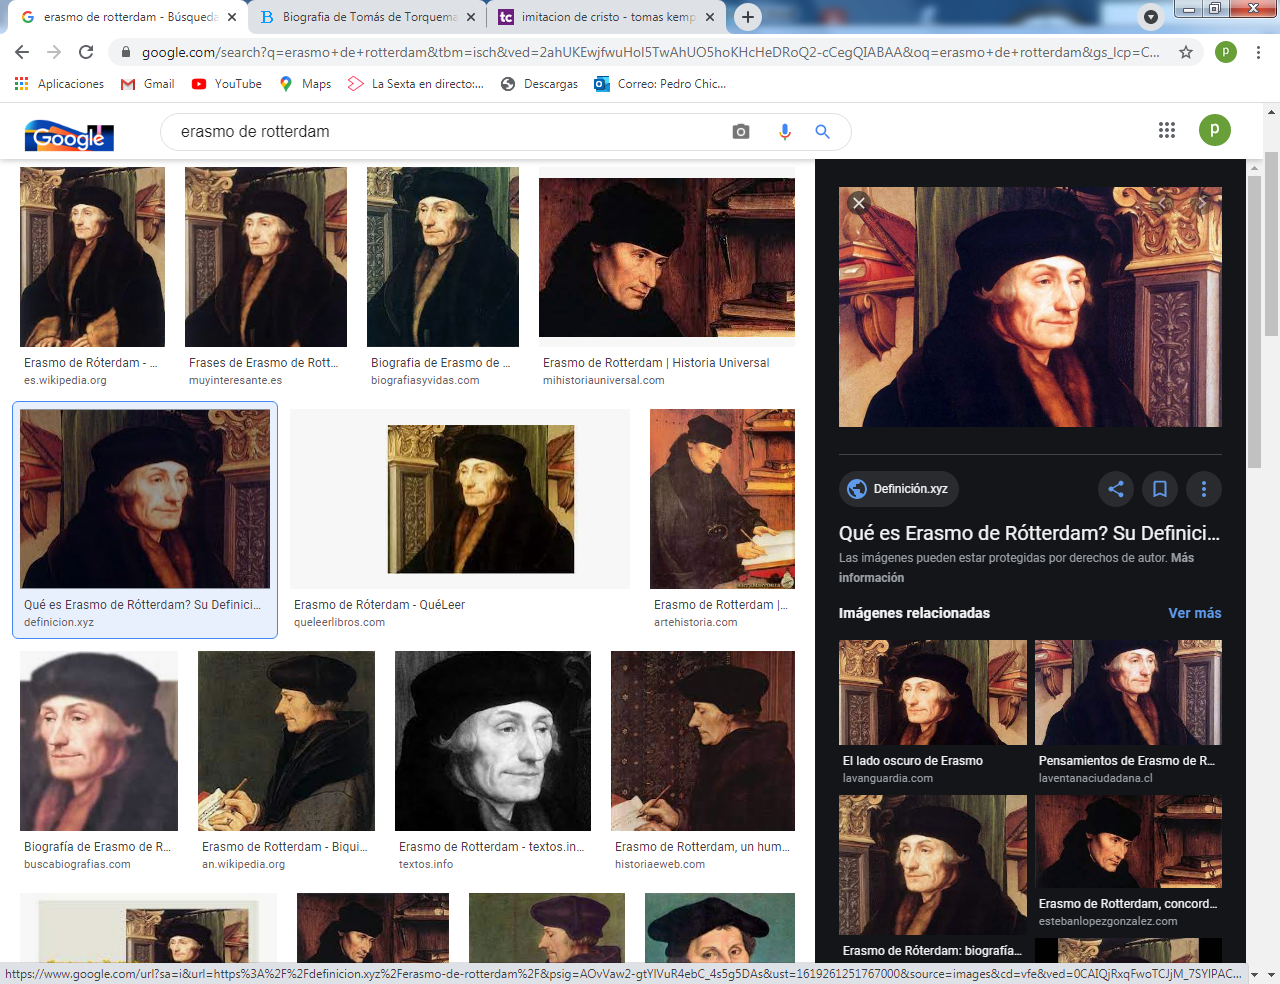 erasmo de rotterdam - Búsqueda
Biografia de Tomás de Torquema
imitacion de cristo - tomas kemp
google.com/search?q=erasmo+de+rotterdam&tbm=isch&ved=2ahUKEwjfwuHol5TwAhUO5hoKHcHeDRoQ2-cCegQIABAA&oq=erasmo+de+rotterdam&gs_lcp=C...
p
Aplicaciones
Gmail
YouTube
Maps
La Sexta en directo:...
Descargas
Correo: Pedro Chic...
Google
erasmo de rotterdam
p
Erasmo de Róterdam - ...
es.wikipedia.org
Frases de Erasmo de Rott...
muyinteresante.es
Biografia de Erasmo de ...
biografiasyvidas.com
Erasmo de Rotterdam | Historia Universal
mihistoriauniversal.com
Qué es Erasmo de Rótterdam? Su Definici...
definicion.xyz
Erasmo de Róterdam - QuéLeer
queleerlibros.com
Erasmo de Rotterdam |...
artehistoria.com
Biografía de Erasmo de R...
buscabiografias.com
Erasmo de Rotterdam - Biqui...
an.wikipedia.org
Erasmo de Rotterdam - textos.in...
textos.info
Erasmo de Rotterdam, un hum...
historiaeweb.com
Definición.xyz
Qué es Erasmo de Rótterdam? Su Definici...
Las imágenes pueden estar protegidas por derechos de autor. Más
información
Imágenes relacionadas
Ver más
El lado oscuro de Erasmo
lavanguardia.com
Pensamientos de Erasmo de R...
laventanaciudadana.cl
Erasmo de Róterdam: biografía...
Erasmo de Rotterdam, concord...
estebanlopezgonzalez.com
https://www.google.com/url?sa=i&url=https%3A%2F%2Fdefinicion.xyz%2Ferasmo-de-rotterdam%2F&psig=AOvVaw2-gtYIVuR4ebC_4s5g5DAs&ust=1619261251767000&source=images&cd=vfe&ved=0CAIQjRxqFwoTCJjM_7SYlPAC...